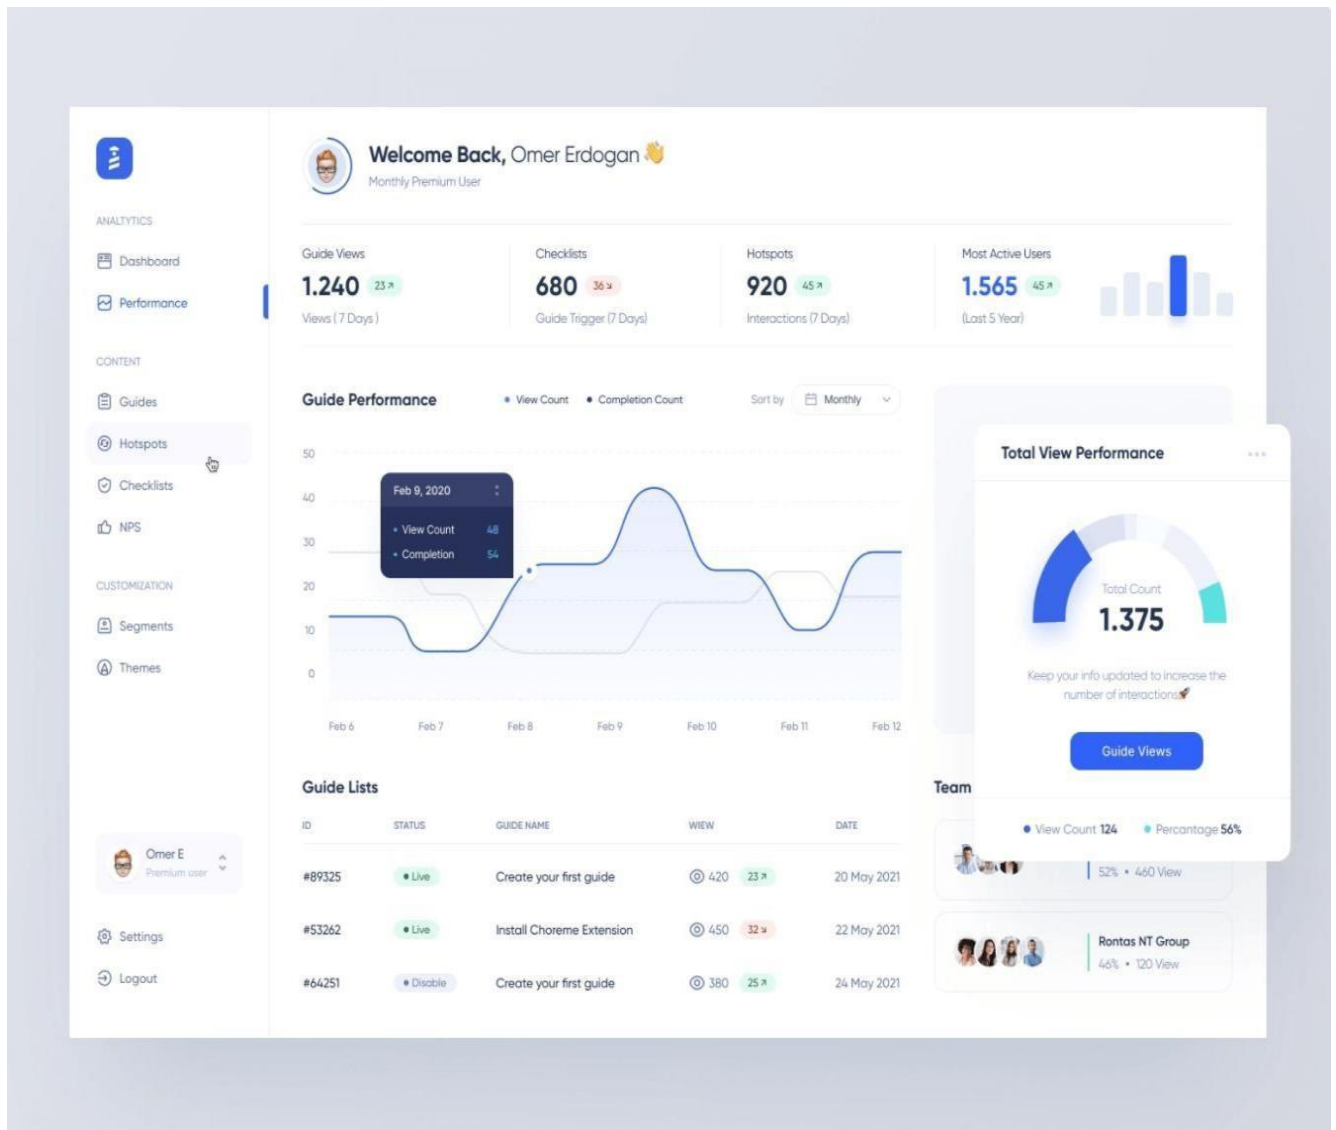 ANALTYTICS
Dashboard
Performance
CONTENT
Guides
Hotspots
Checklists
NPS
CUSTOMIZATION
Segments
Themes
Omer E
Premium user
Settings
Logout
Welcome Back, Omer Erdogan 👋
Monthly Premium User
Guide Views
1.240 23
Views ( 7 Days )
Checklists
680 36
Guide Trigger (7 Days)
Hotspots
920 45
Interactions (7 Days)
Most Active Users
1.565 45
(Last 5 Year)
Guide Performance
View Count Completion Count
Sort by Monthly
50
40
30
20
10
0
Feb 9, 2020
View Count 48
Completion 54
Feb 6 Feb 7 Feb 8 Feb 9 Feb 10 Feb 11 Feb 12
Total View Performance
Total Count
1.375
Keep your info updated to increase the
number of interactions🚀
Guide Views
View Count 124 Percantage 56%
Guide Lists
ID STATUS GUIDE NAME WIEW DATE
#89325 Live Create your first guide 420 23 20 May 2021
#53262 Live Install Choreme Extension 450 32 22 May 2021
#64251 Disable Create your first guide 380 25 24 May 2021
Team
52% • 460 View
Rontas NT Group
46% • 120 View